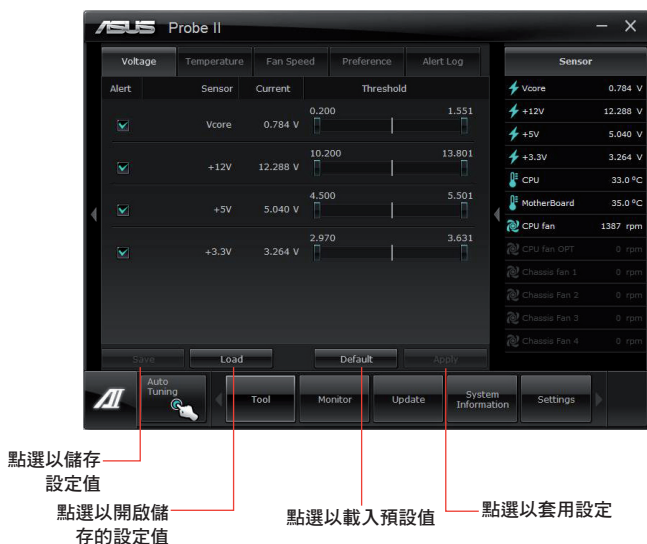 ASUS Probe II
Voltage Temperature Fan Speed Preference Alert Log
Alert Sensor Current Threshold
Vcore 0.784 V 0.200 1.551
+12V 12.288 V 10.200 13.801
+5V 5.040 V 4.500 5.501
+3.3V 3.264 V 2.970 3.631
Save Load Default Apply
Sensor
Vcore 0.784 V
+12V 12.288 V
+5V 5.040 V
+3.3V 3.264 V
CPU 33.0 ºC
MotherBoard 35.0 ºC
CPU fan 1387 rpm
CPU fan OPT 0 rpm
Chassis fan 1 0 rpm
Chassis Fan 2 0 rpm
Chassis Fan 3 0 rpm
Chassis Fan 4 0 rpm
Auto
Tuning
Tool Monitor Update System
Information Settings
點選以儲存
設定值
點選以開啟儲
存的設定值
點選以載入預設值
點選以套用設定